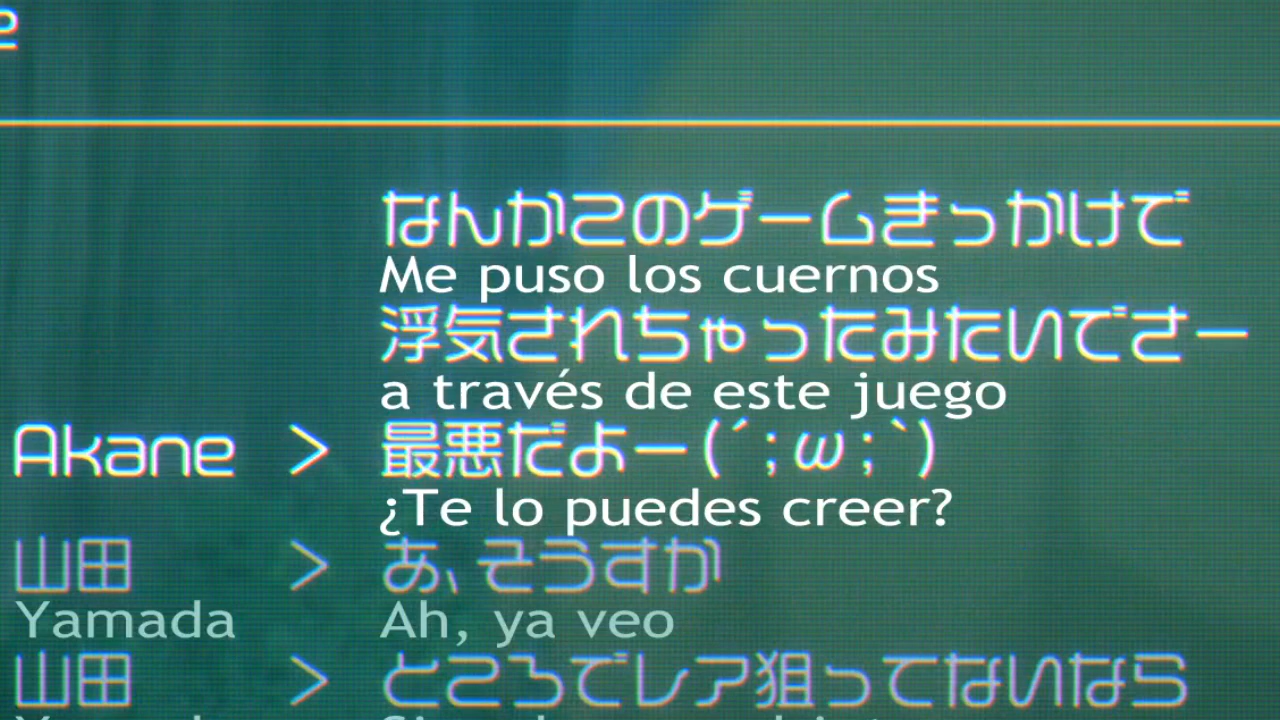 なんかこのゲームきっかけで
Me puso los cuernos
浮気されちゃったみたいでさー
a través de este juego
Akane > 最悪だよー(´;ω;`)
¿Te lo puedes creer?
山田 > あ、そうすか
Yamada Ah, ya veo
山田 > ところでレア狙ってないなら